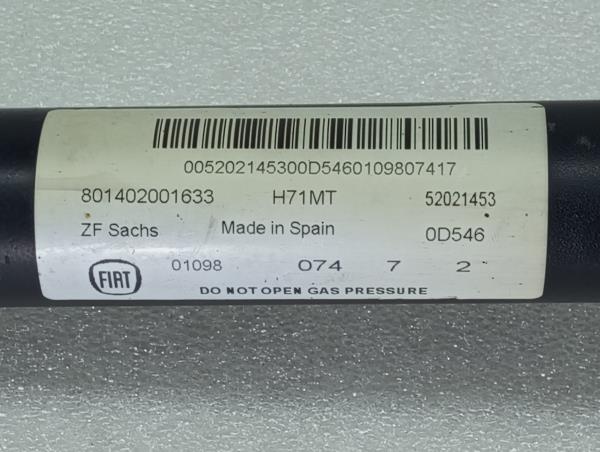 005202145300D5460109807417
801402001633 H71MT 52021453
ZF Sachs Made in Spain 0D546
FIAT 01098 074 7 2
DO NOT OPEN GAS PRESSURE